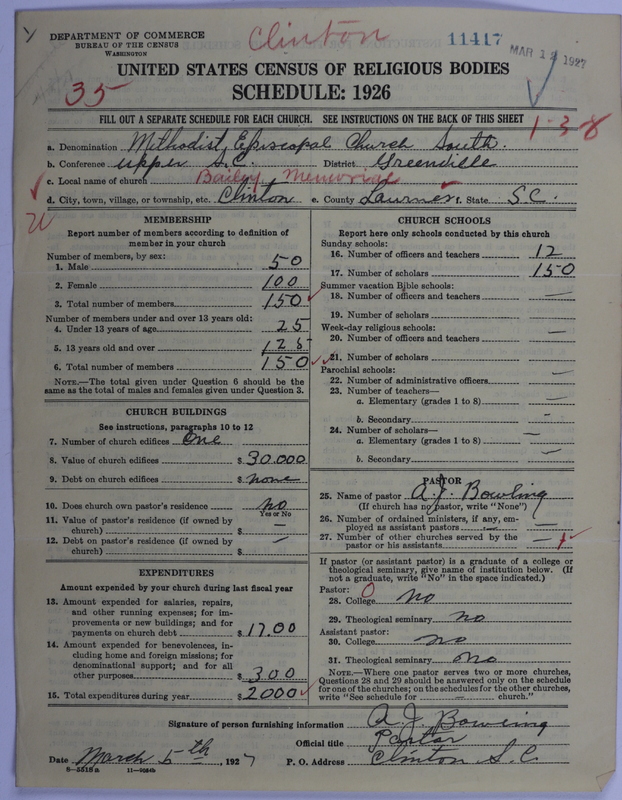 DEPARTMENT OF COMMERCE
BUREAU OF THE CENSUS
WASHINGTON
Clinton
11417
MAR 12 1927
UNITED STATES CENSUS OF RELIGIOUS BODIES
35
SCHEDULE: 1926
FILL OUT A SEPARATE SCHEDULE FOR EACH CHURCH. SEE INSTRUCTIONS ON THE BACK OF THIS SHEET
1-3-8
a. Denomination Methodist Episcopal Church South.
b. Conference upper S.C. District Greenville
c. Local name of church Bailey Memorial
d. City, town, village, or township, etc. Clinton e. County Laurnes f. State S.C.
MEMBERSHIP
Report number of members according to definition of member in your church
Number of members, by sex:
1. Male 50
2. Female 100
3. Total number of members 150
Number of members under and over 13 years old:
4. Under 13 years of age 25
5. 13 years old and over 125
6. Total number of members 150
NOTE.—The total given under Question 6 should be the same as the total of males and females given under Question 3.
CHURCH BUILDINGS
See instructions, paragraphs 10 to 12
7. Number of church edifices One
8. Value of church edifices $ 30.000
9. Debt on church edifices $ none
10. Does church own pastor's residence no
Yes or No
11. Value of pastor's residence (if owned by church) $ —
12. Debt on pastor's residence (if owned by church) $ —
EXPENDITURES
Amount expended by your church during last fiscal year
13. Amount expended for salaries, repairs, and other running expenses; for improvements or new buildings; and for payments on church debt $ 17.00
14. Amount expended for benevolences, including home and foreign missions; for denominational support; and for all other purposes $ 300
15. Total expenditures during year $ 2000
CHURCH SCHOOLS
Report here only schools conducted by this church
Sunday schools:
16. Number of officers and teachers 12
17. Number of scholars 150
Summer vacation Bible schools:
18. Number of officers and teachers —
19. Number of scholars
Week-day religious schools: —
20. Number of officers and teachers
21. Number of scholars
Parochial schools:
22. Number of administrative officers —
23. Number of teachers—
a. Elementary (grades 1 to 8) —
b. Secondary -
24. Number of scholars— —
a. Elementary (grades 1 to 8)
b. Secondary —
PASTOR
25. Name of pastor A.J. Bowling
(If church has no pastor, write "None")
26. Number of ordained ministers, if any, employed as assistant pastors —
27. Number of other churches served by the pastor or his assistants —
If pastor (or assistant pastor) is a graduate of a college or theological seminary, give name of institution below. (If not a graduate, write "No" in the space indicated.)
Pastor: 0
28. College no
29. Theological seminary no
Assistant pastor:
30. College no
31. Theological seminary no
NOTE.—Where one pastor serves two or more churches, Questions 28 and 29 should be answered only on the schedule for one of the churches; on the schedules for the other churches, write "See schedule for — church."
Signature of person furnishing information A. J. Bowling
Official title Pastor
Date March 5th, 1927 P. O. Address Clinton S.C.
8-5518a